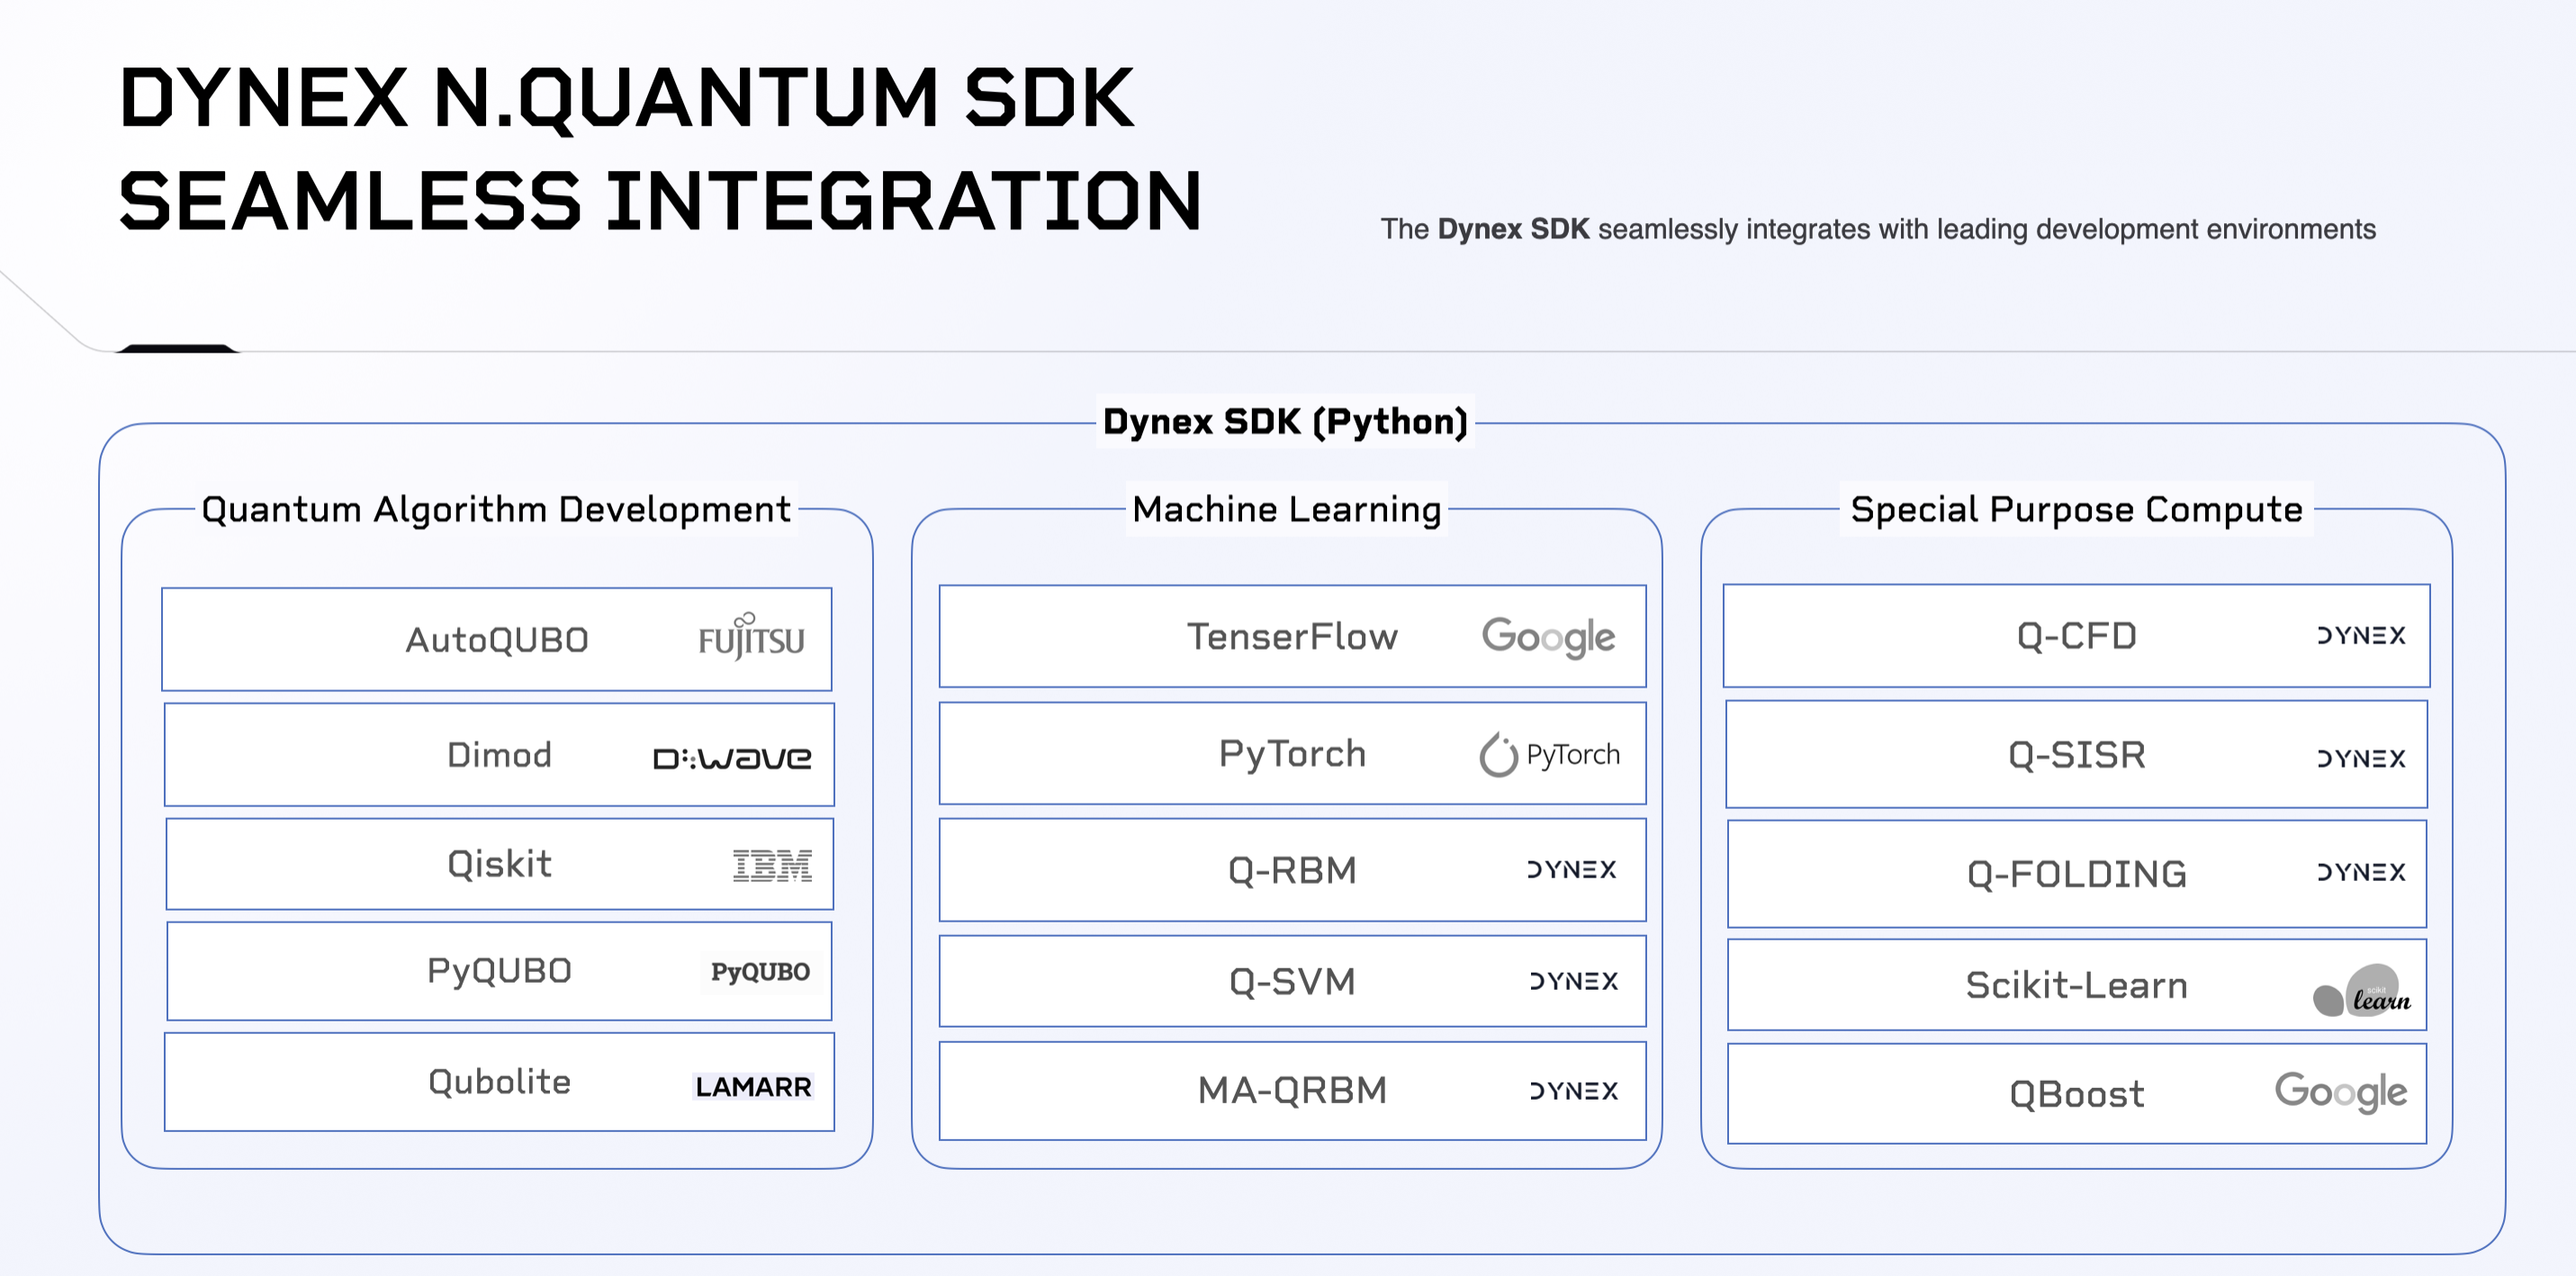 DYNEX N.QUANTUM SDK
SEAMLESS INTEGRATION
The Dynex SDK seamlessly integrates with leading development environments
Dynex SDK (Python)
Quantum Algorithm Development
AutoQUBO FUJITSU
Dimod D:wave
Qiskit IBM
PyQUBO PyQUBO
Qubolite LAMARR
Machine Learning
TenserFlow Google
PyTorch PyTorch
Q-RBM DYNEX
Q-SVM DYNEX
MA-QRBM DYNEX
Special Purpose Compute
Q-CFD DYNEX
Q-SISR DYNEX
Q-FOLDING DYNEX
Scikit-Learn scikit learn
QBoost Google